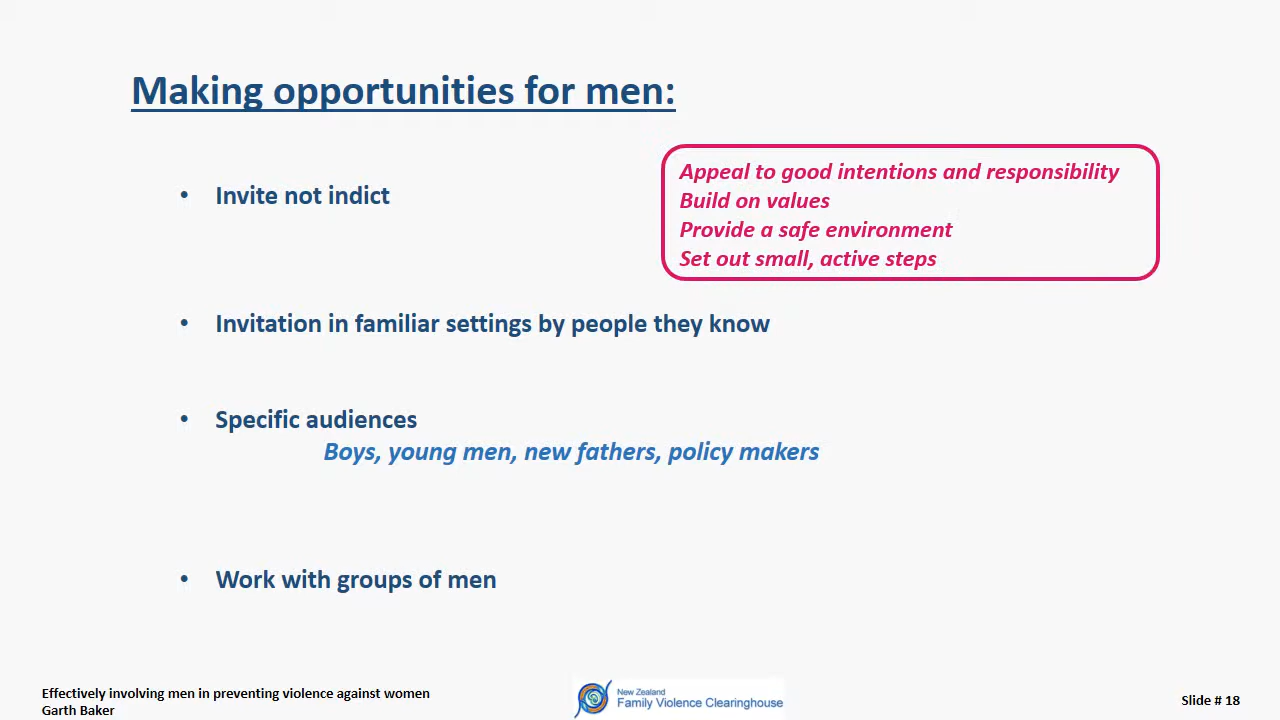 Making opportunities for men:
• Invite not indict
Appeal to good intentions and responsibility
Build on values
Provide a safe environment
Set out small, active steps
• Invitation in familiar settings by people they know
• Specific audiences
Boys, young men, new fathers, policy makers
• Work with groups of men
Effectively involving men in preventing violence against women
Garth Baker
New Zealand
Family Violence Clearinghouse
Slide # 18